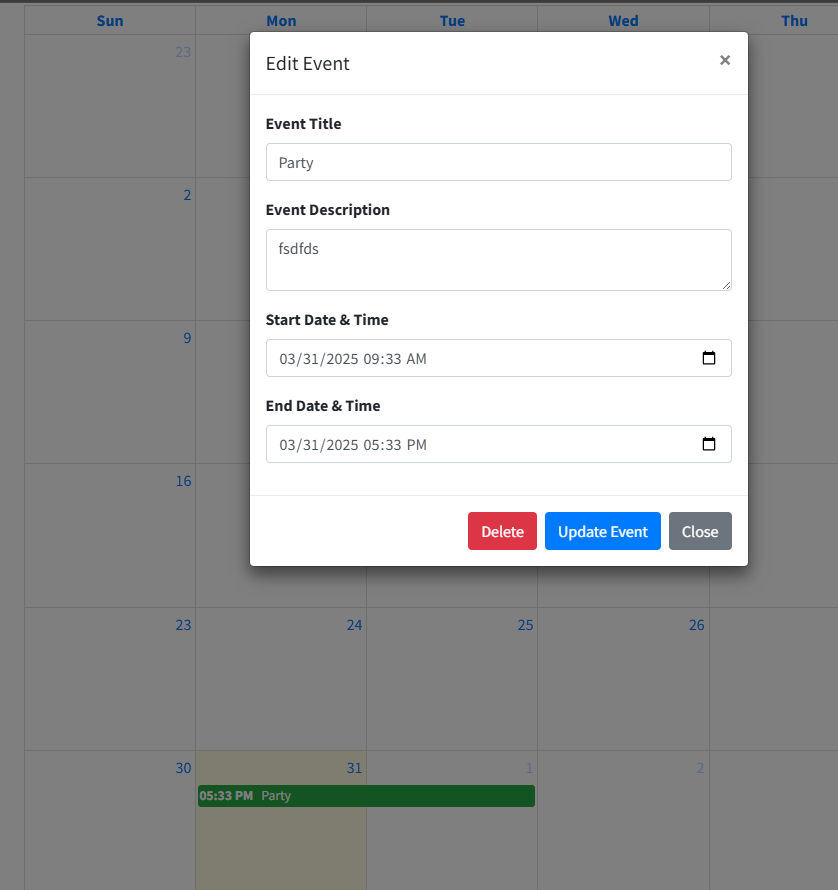 Sun Mon Tue Wed Thu
23
Edit Event ×
Event Title
Party
2
Event Description
fsdfds
Start Date & Time
9
03/31/2025 09:33 AM
End Date & Time
03/31/2025 05:33 PM
16
Delete Update Event Close
23 24 25 26
30 31 1 2
05:33 PM Party